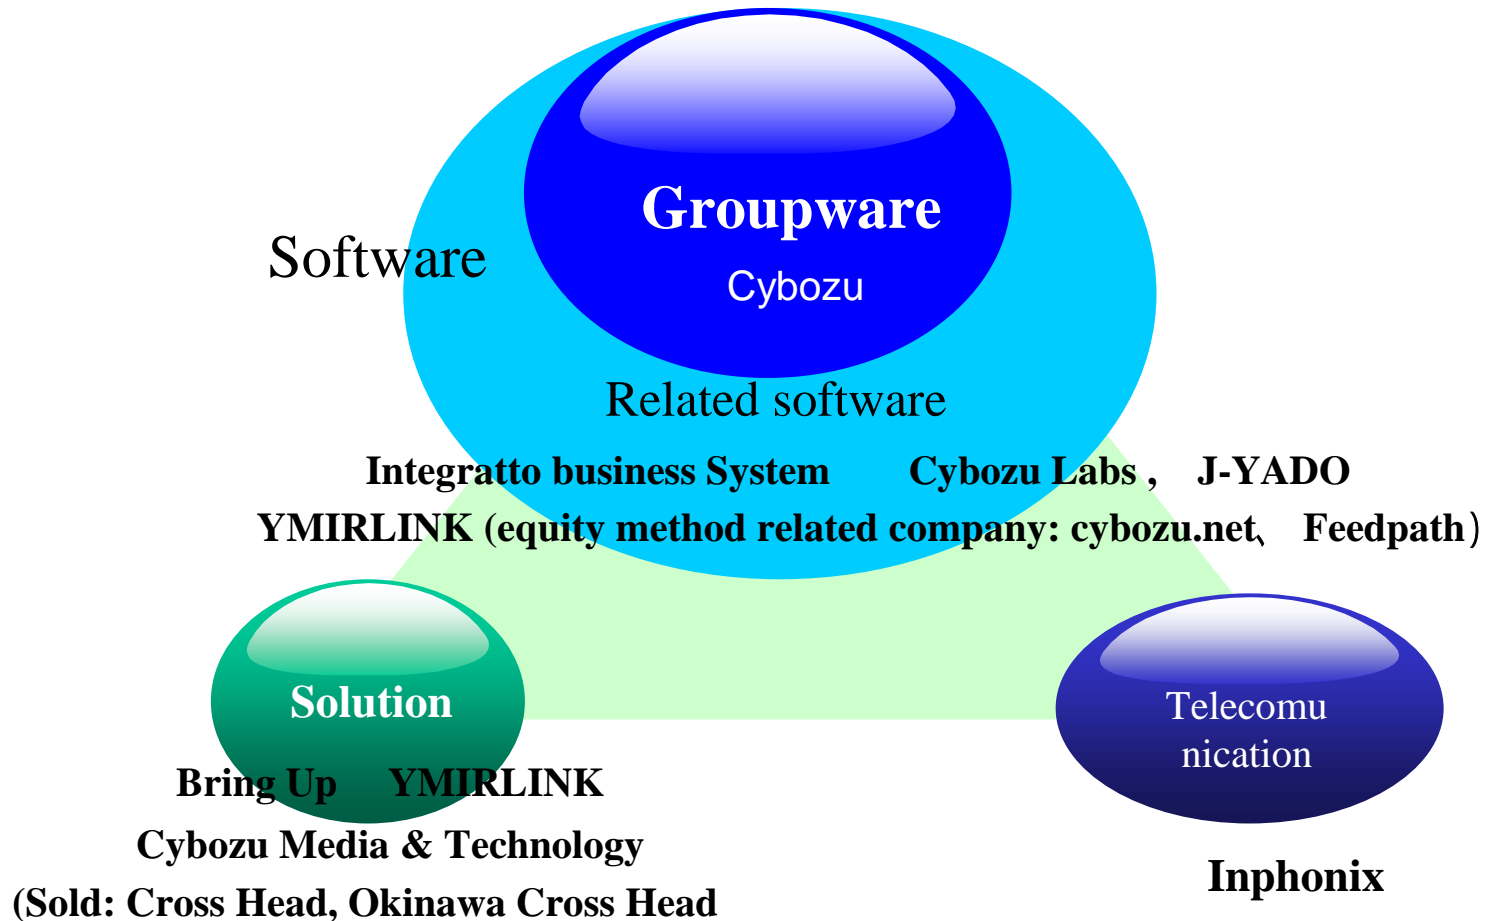 Groupware
Software
Cybozu
Related software
Integratto business System Cybozu Labs , J-YADO
YMIRLINK (equity method related company: cybozu.net、 Feedpath)
Solution
Telecomu
nication
Bring Up YMIRLINK
Cybozu Media & Technology
Inphonix
(Sold: Cross Head, Okinawa Cross Head